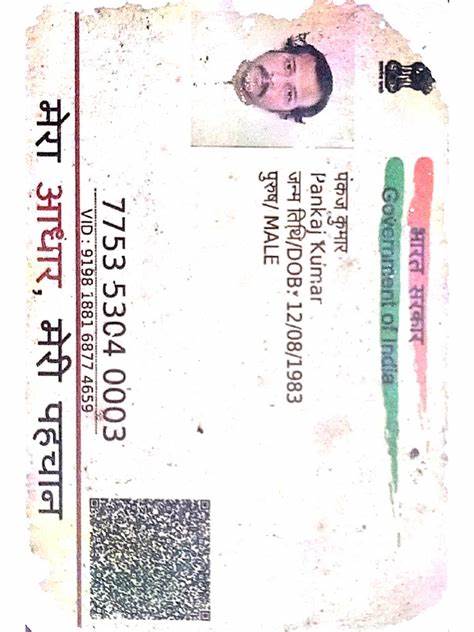 भारत सरकार
Government of India
पंकज कुमार
Pankaj Kumar
जन्म तिथि/DOB: 12/08/1983
पुरुष/ MALE
7753 5304 0003
VID : 9198 1881 6877 4659
मेरा आधार, मेरी पहचान